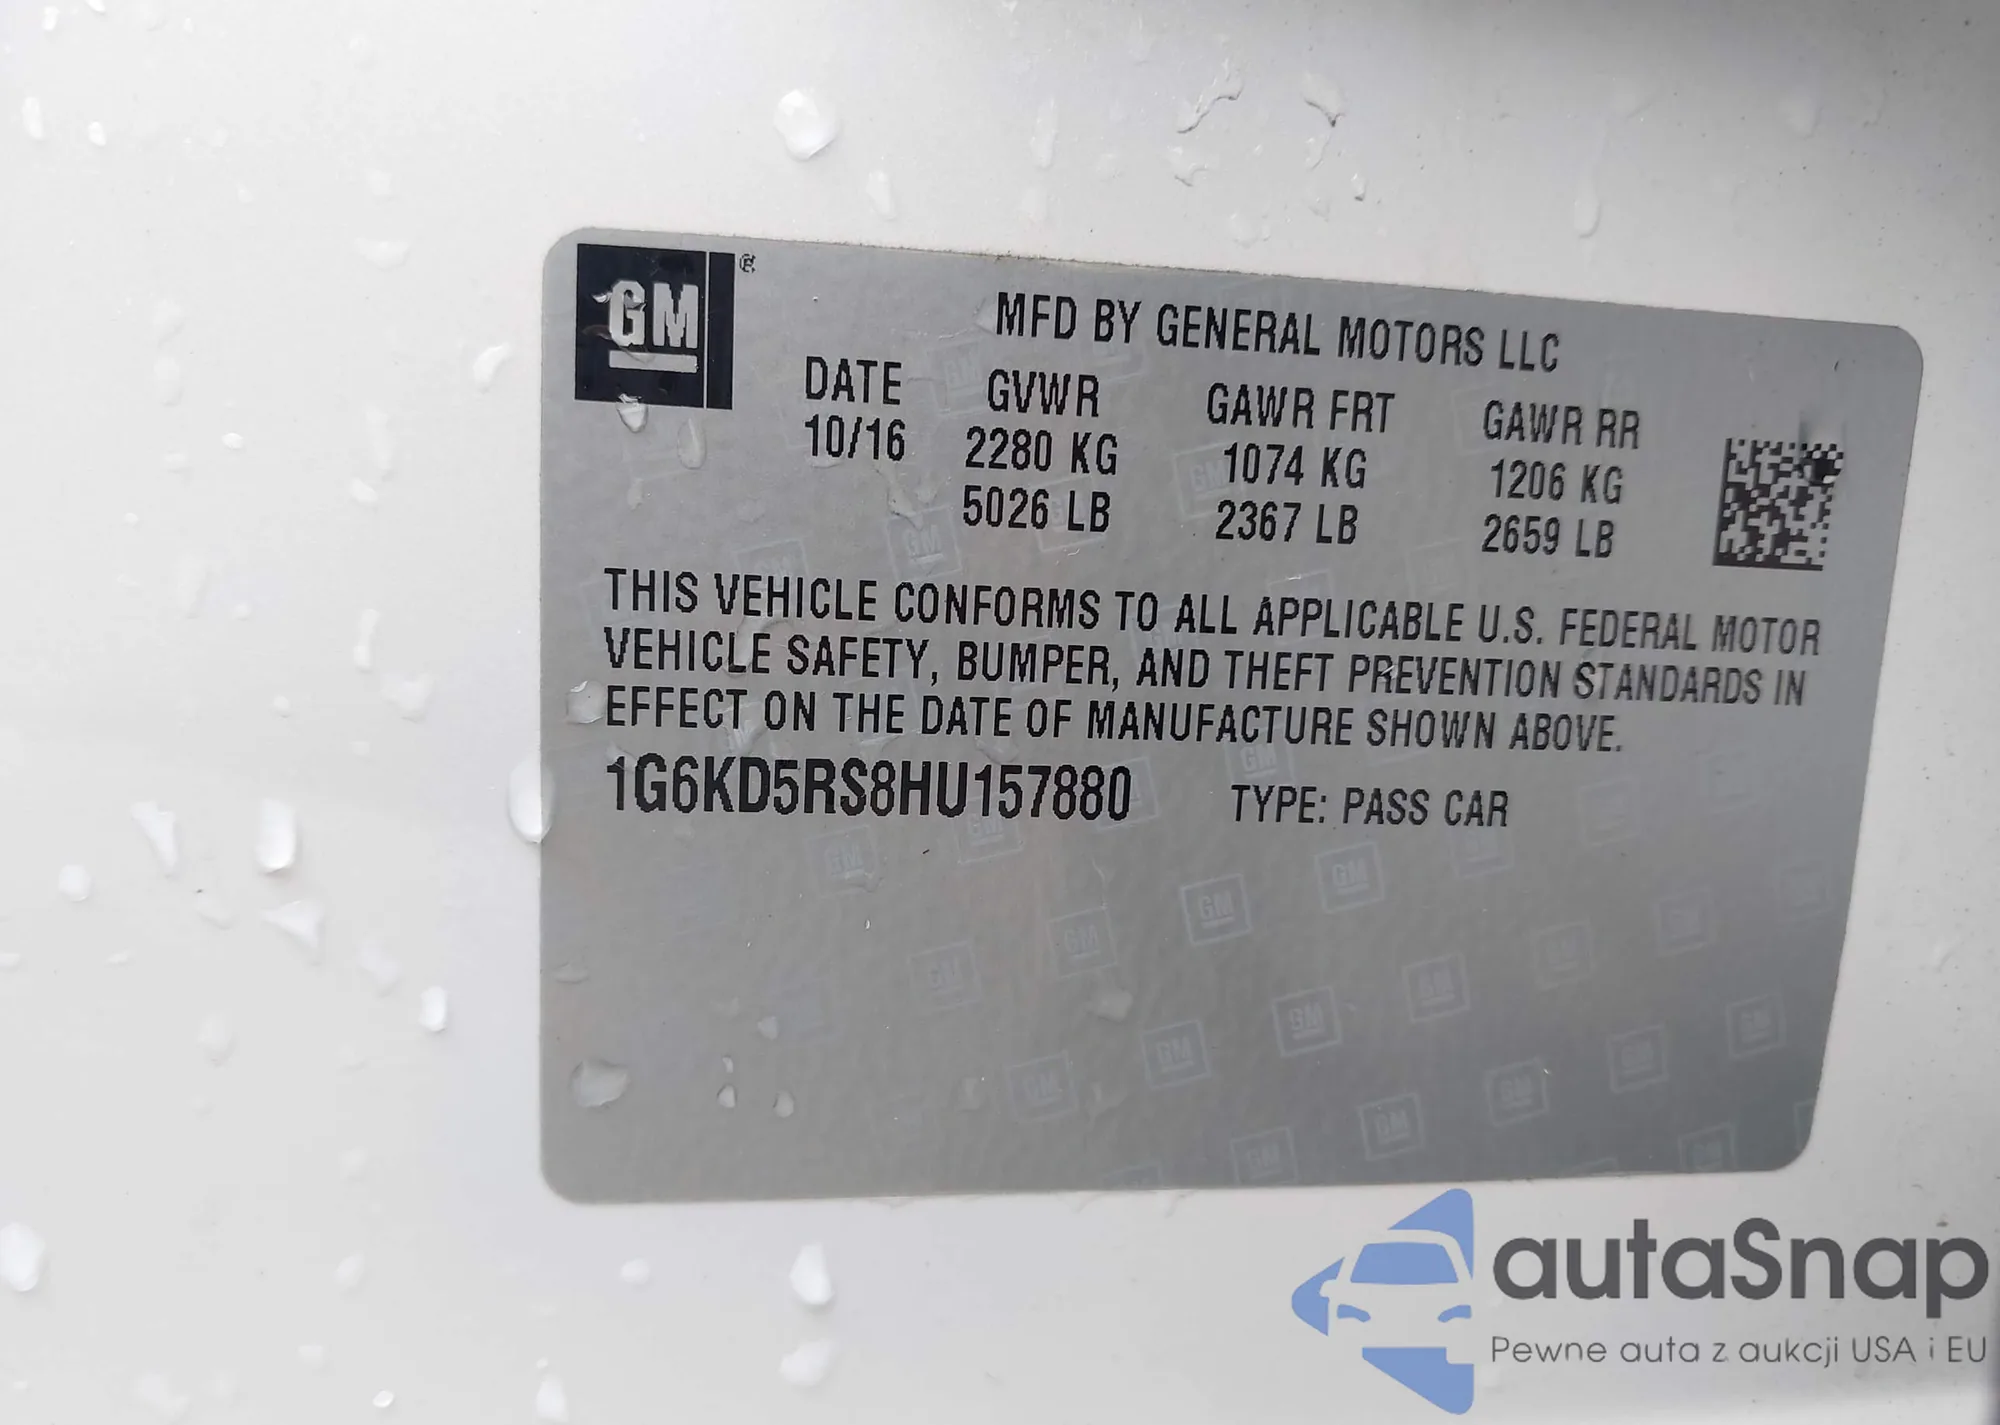 GM
MFD BY GENERAL MOTORS LLC
DATE GVWR GAWR FRT GAWR RR
10/16 2280 KG 1074 KG 1206 KG
5026 LB 2367 LB 2659 LB
THIS VEHICLE CONFORMS TO ALL APPLICABLE U.S. FEDERAL MOTOR
VEHICLE SAFETY, BUMPER, AND THEFT PREVENTION STANDARDS IN
EFFECT ON THE DATE OF MANUFACTURE SHOWN ABOVE.
1G6KD5RS8HU157880 TYPE: PASS CAR
autaSnap
Pewne auta z aukcji USA i EU